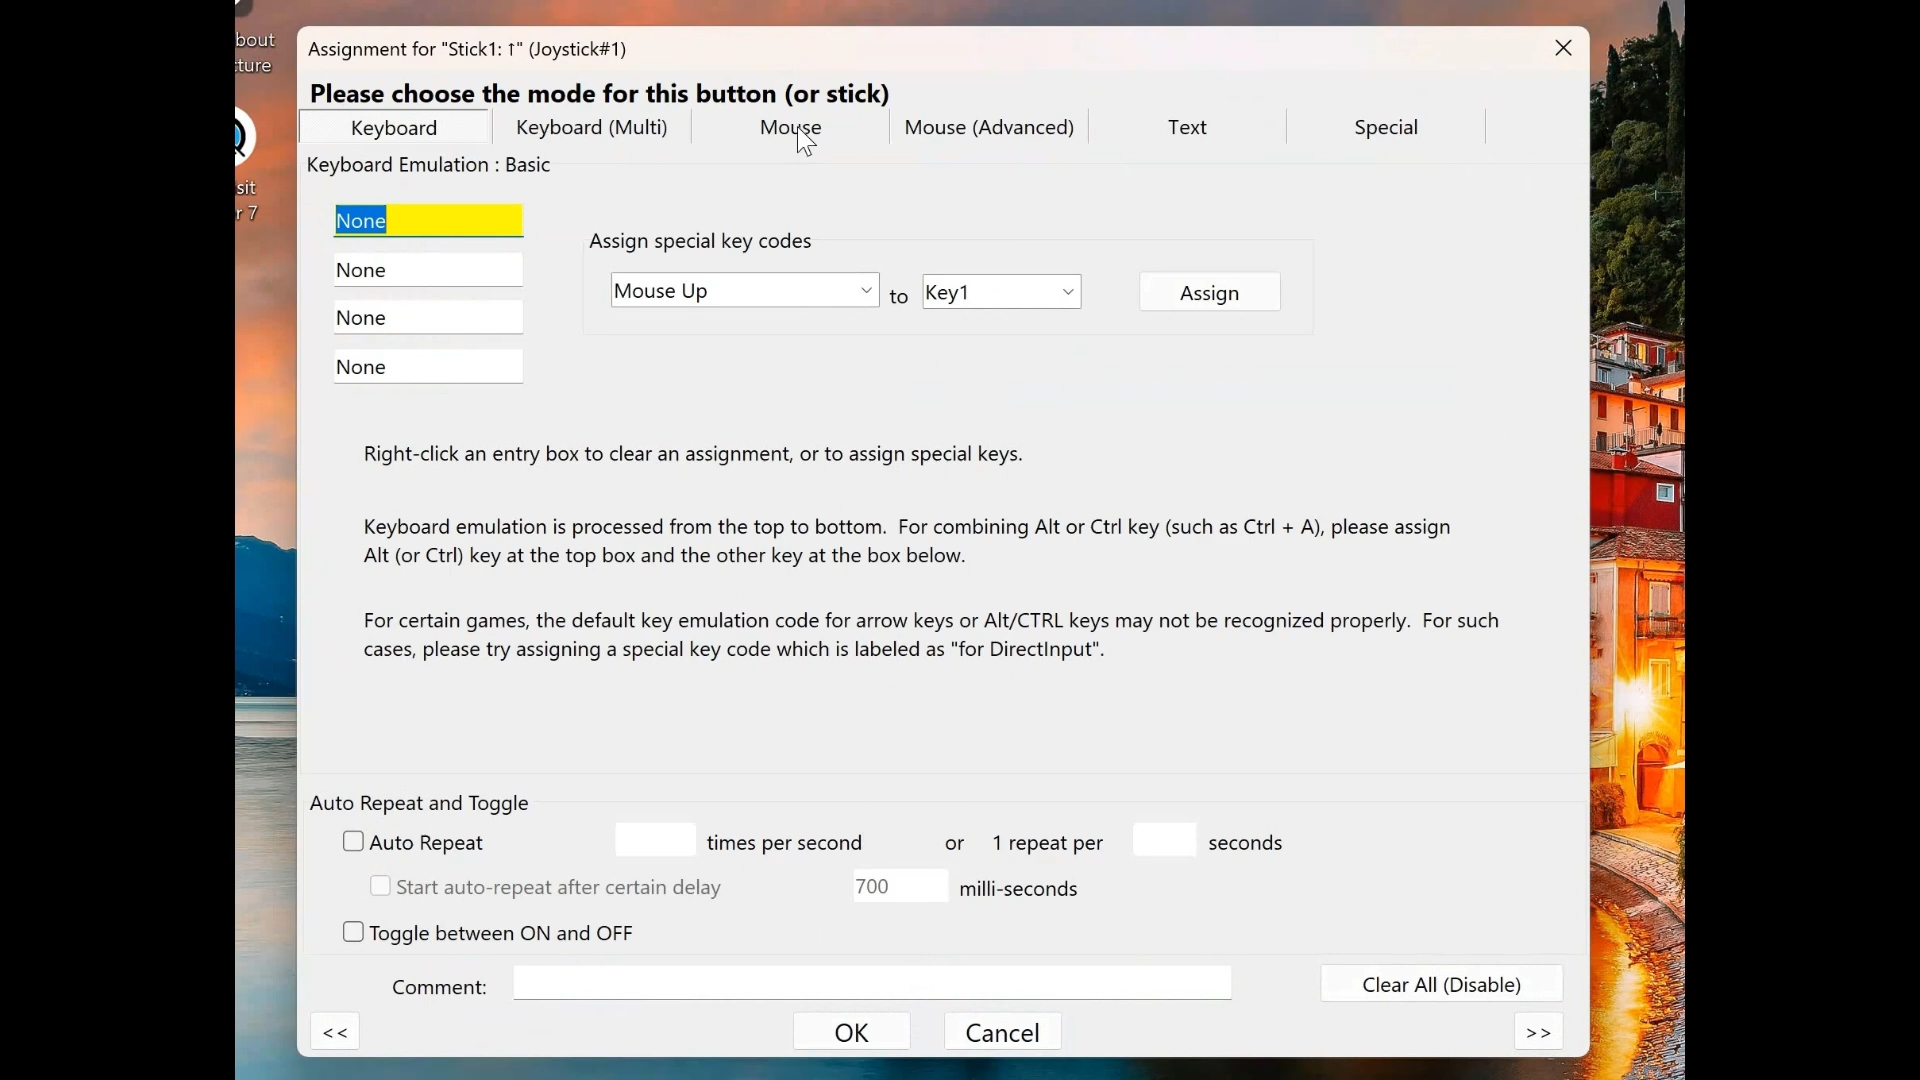 bout
cture
sit
r 7
Assignment for "Stick1: ↑" (Joystick#1)
Please choose the mode for this button (or stick)
Keyboard
Keyboard (Multi)
Mouse
Mouse (Advanced)
Text
Special
Keyboard Emulation : Basic
None
None
None
None
Assign special key codes
Mouse Up
to
Key1
Assign
Right-click an entry box to clear an assignment, or to assign special keys.
Keyboard emulation is processed from the top to bottom.  For combining Alt or Ctrl key (such as Ctrl + A), please assign
Alt (or Ctrl) key at the top box and the other key at the box below.
For certain games, the default key emulation code for arrow keys or Alt/CTRL keys may not be recognized properly.  For such
cases, please try assigning a special key code which is labeled as "for DirectInput".
Auto Repeat and Toggle
Auto Repeat
times per second
or
1 repeat per
seconds
Start auto-repeat after certain delay
700
milli-seconds
Toggle between ON and OFF
Comment:
Clear All (Disable)
<<
OK
Cancel
>>